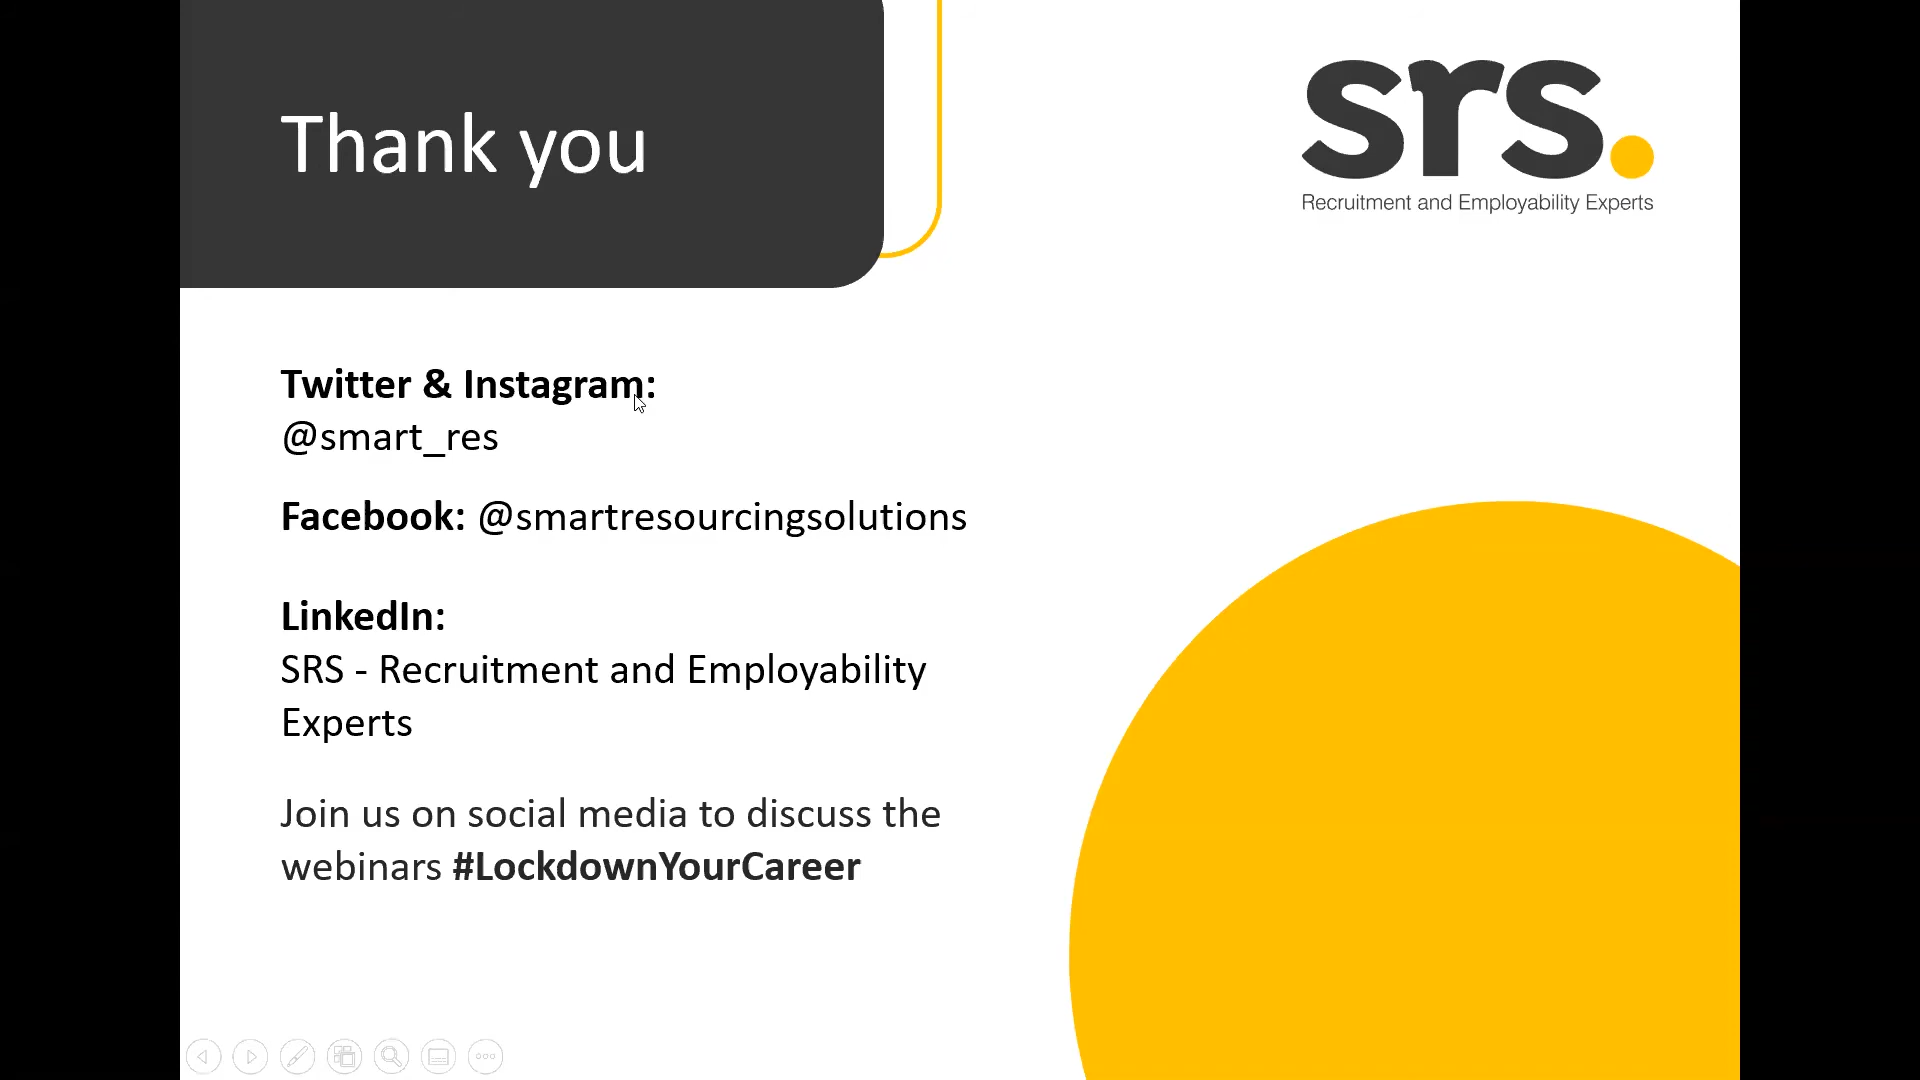 Thank you
srs.
Recruitment and Employability Experts
Twitter & Instagram:
@smart_res
Facebook: @smartresourcingsolutions
LinkedIn:
SRS - Recruitment and Employability
Experts
Join us on social media to discuss the
webinars #LockdownYourCareer